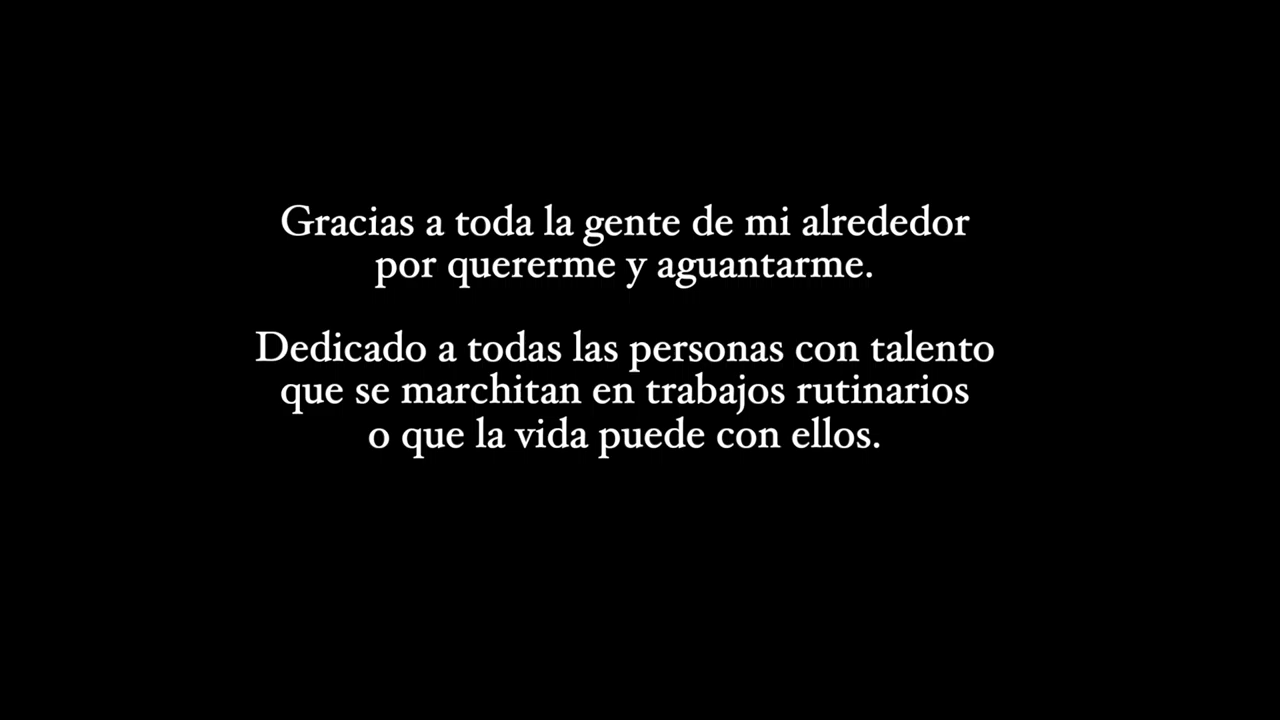 Gracias a toda la gente de mi alrededor
por quererme y aguantarme.
Dedicado a todas las personas con talento
que se marchitan en trabajos rutinarios
o que la vida puede con ellos.